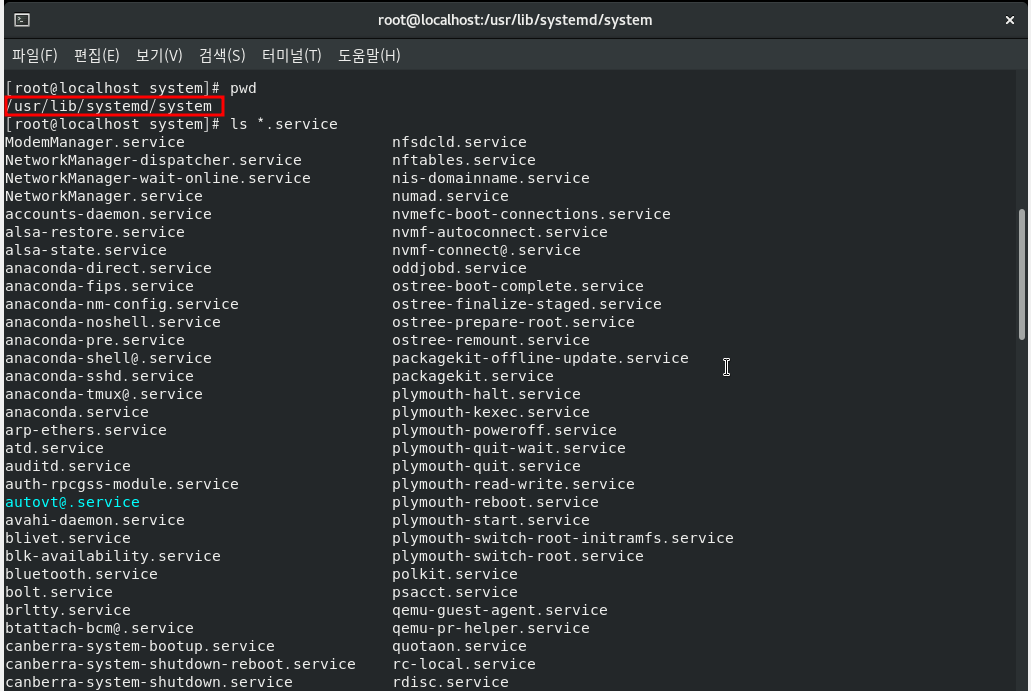 root@localhost:/usr/lib/systemd/system ×
파일(F) 편집(E) 보기(V) 검색(S) 터미널(T) 도움말(H)
[root@localhost system]# pwd
/usr/lib/systemd/system
[root@localhost system]# ls *.service
ModemManager.service nfsdcld.service
NetworkManager-dispatcher.service nftables.service
NetworkManager-wait-online.service nis-domainname.service
NetworkManager.service numad.service
accounts-daemon.service nvmefc-boot-connections.service
alsa-restore.service nvmf-autoconnect.service
alsa-state.service nvmf-connect@.service
anaconda-direct.service oddjobd.service
anaconda-fips.service ostree-boot-complete.service
anaconda-nm-config.service ostree-finalize-staged.service
anaconda-noshell.service ostree-prepare-root.service
anaconda-pre.service ostree-remount.service
anaconda-shell@.service packagekit-offline-update.service
anaconda-sshd.service packagekit.service
anaconda-tmux@.service plymouth-halt.service
anaconda.service plymouth-kexec.service
arp-ethers.service plymouth-poweroff.service
atd.service plymouth-quit-wait.service
auditd.service plymouth-quit.service
auth-rpcgss-module.service plymouth-read-write.service
autovt@.service plymouth-reboot.service
avahi-daemon.service plymouth-start.service
blivet.service plymouth-switch-root-initramfs.service
blk-availability.service plymouth-switch-root.service
bluetooth.service polkit.service
bolt.service psacct.service
brltty.service qemu-guest-agent.service
btattach-bcm@.service qemu-pr-helper.service
canberra-system-bootup.service quotaon.service
canberra-system-shutdown-reboot.service rc-local.service
canberra-system-shutdown.service rdisc.service